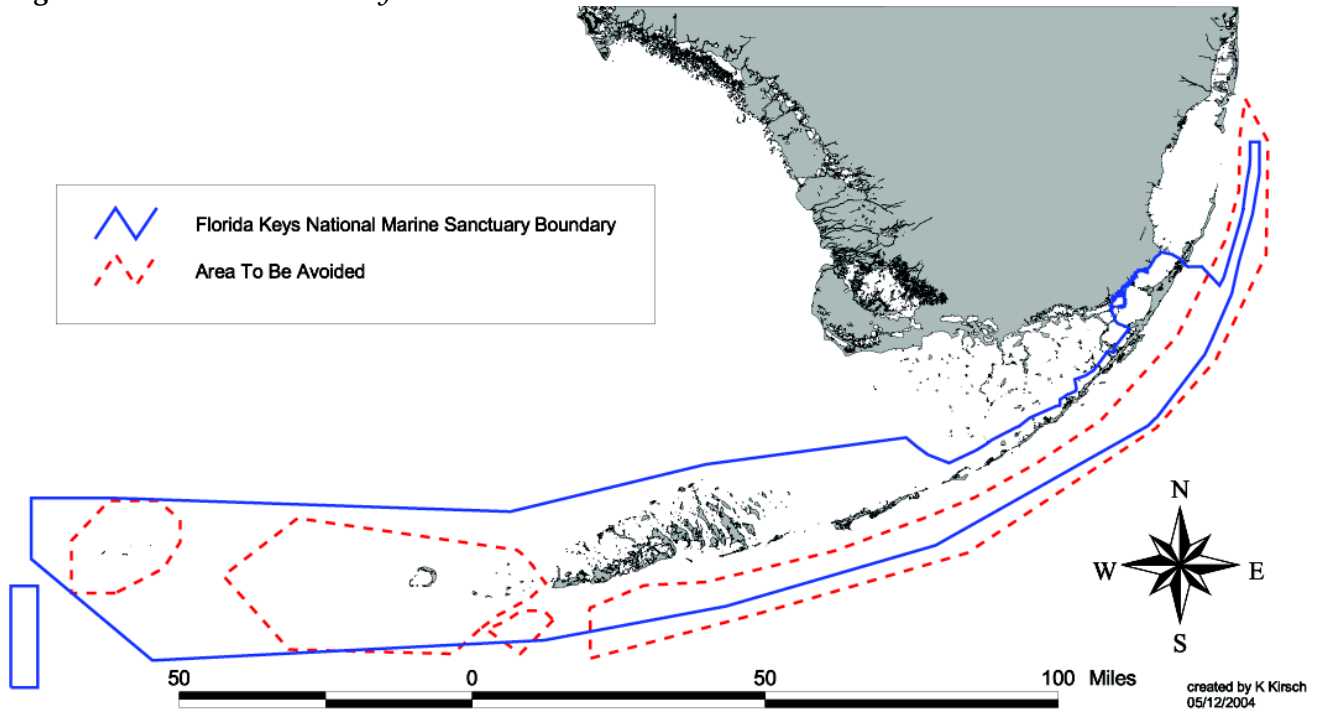 Florida Keys National Marine Sanctuary Boundary
Area To Be Avoided
N
W E
S
50 0 50 100 Miles
created by K Kirsch
05/12/2004